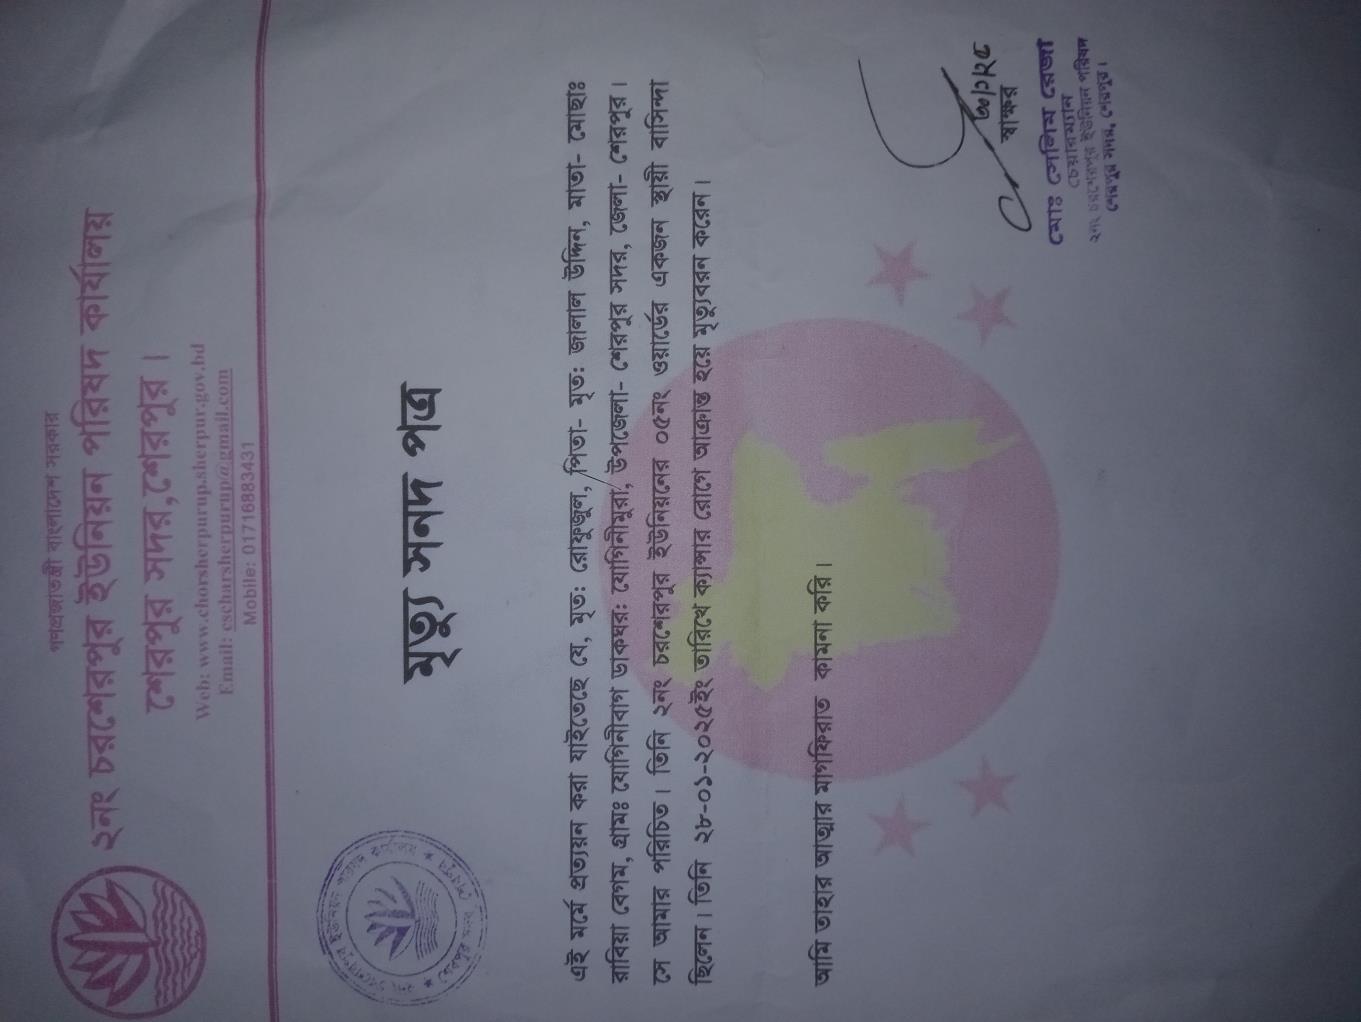 গণপ্রজাতন্ত্রী বাংলাদেশ সরকার
২নং চরশেরপুর ইউনিয়ন পরিষদ কার্যালয়
শেরপুর সদর,শেরপুর।
Web: www.chorsherpurup.sherpur.gov.bd
Email: cscharsherpurup@gmail.com
Mobile: 01716883431
মৃত্যু সনদ পত্র
এই মর্মে প্রত্যয়ন করা যাইতেছে যে, মৃত: রোফুজুল, পিতা- মৃত: জালাল উদ্দিন, মাতা- মোছাঃ
রাবিয়া বেগম, গ্রামঃ যোগিনীবাগ ডাকঘর: যোগিনীমুরা, উপজেলা- শেরপুর সদর, জেলা- শেরপুর।
সে আমার পরিচিত। তিনি ২নং চরশেরপুর ইউনিয়নের ০৫নং ওয়ার্ডের একজন স্থায়ী বাসিন্দা
ছিলেন। তিনি ২৮-০১-২০২৫ইং তারিখে ক্যান্সার রোগে আক্রান্ত হয়ে মৃত্যুবরন করেন।
আমি তাহার আত্মার মাগফিরাত কামনা করি।
স্বাক্ষর
মোঃ সেলিম রেজা
চেয়ারম্যান
২নং চরশেরপুর ইউনিয়ন পরিষদ
শেরপুর সদর, শেরপুর।